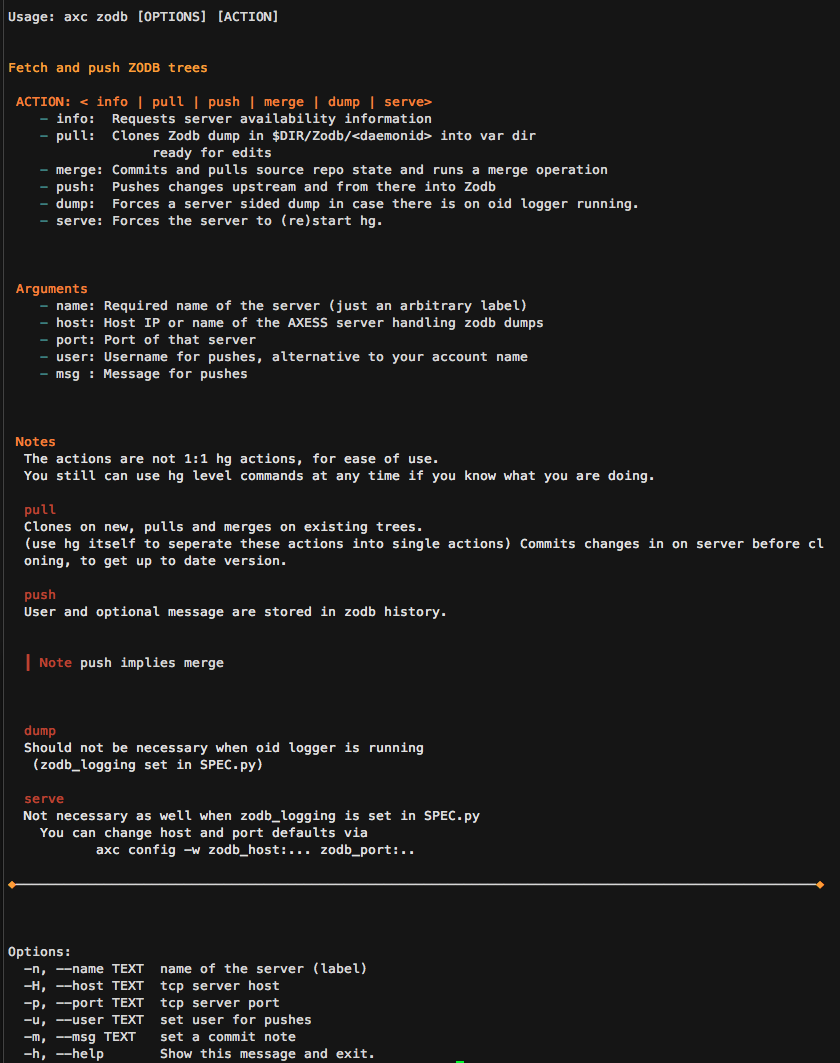 Usage: axc zodb [OPTIONS] [ACTION]
Fetch and push ZODB trees
ACTION: < info | pull | push | merge | dump | serve>
– info:  Requests server availability information
– pull:  Clones Zodb dump in $DIR/Zodb/<daemonid> into var dir
ready for edits
– merge: Commits and pulls source repo state and runs a merge operation
– push:  Pushes changes upstream and from there into Zodb
– dump:  Forces a server sided dump in case there is on oid logger running.
– serve: Forces the server to (re)start hg.
Arguments
– name: Required name of the server (just an arbitrary label)
– host: Host IP or name of the AXESS server handling zodb dumps
– port: Port of that server
– user: Username for pushes, alternative to your account name
– msg : Message for pushes
Notes
The actions are not 1:1 hg actions, for ease of use.
You still can use hg level commands at any time if you know what you are doing.
pull
Clones on new, pulls and merges on existing trees.
(use hg itself to seperate these actions into single actions) Commits changes in on server before cl
oning, to get up to date version.
push
User and optional message are stored in zodb history.
Note push implies merge
dump
Should not be necessary when oid logger is running
(zodb_logging set in SPEC.py)
serve
Not necessary as well when zodb_logging is set in SPEC.py
You can change host and port defaults via
axc config –w zodb_host:... zodb_port:..
Options:
–n, ––name TEXT  name of the server (label)
–H, ––host TEXT  tcp server host
–p, ––port TEXT  tcp server port
–u, ––user TEXT  set user for pushes
–m, ––msg TEXT   set a commit note
–h, ––help       Show this message and exit.